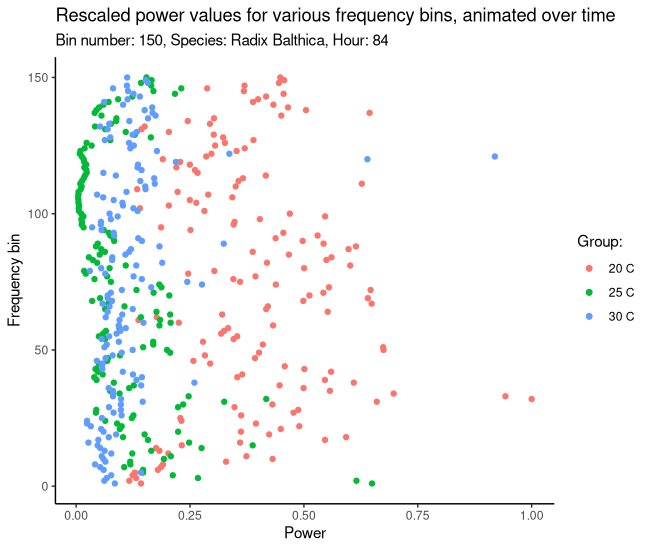 Rescaled power values for various frequency bins, animated over time
Bin number: 150, Species: Radix Balthica, Hour: 84
150
100
50
0
Frequency bin
0.00 0.25 0.50 0.75 1.00
Power
Group:
20 C
25 C
30 C